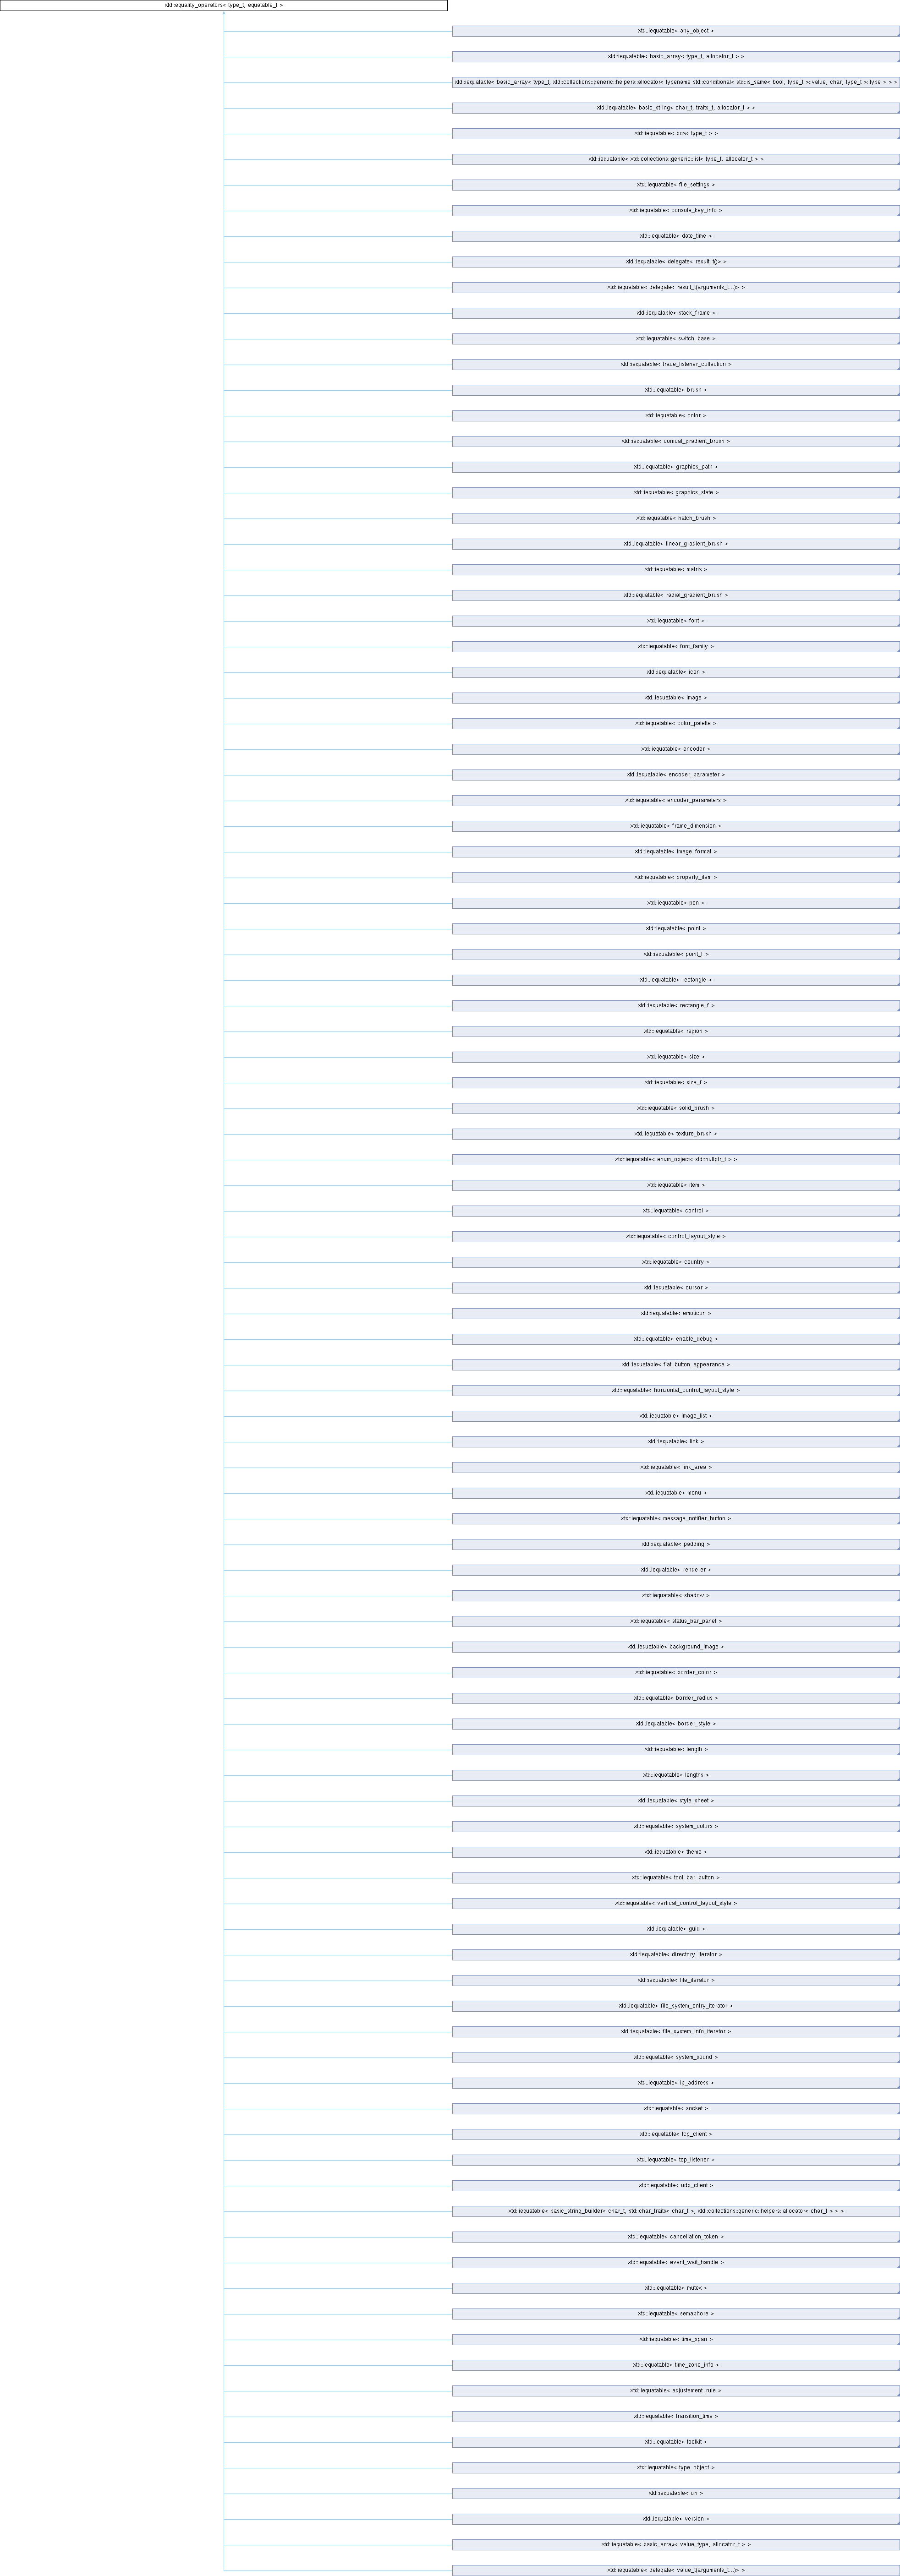 xtd::equality_operators< type_t, equatable_t >
xtd::iequatable< any_object >
xtd::iequatable< basic_array< type_t, allocator_t > >
xtd::iequatable< basic_array< type_t, xtd::collections::generic::helpers::allocator< typename std::conditional< std::is_same< bool, type_t >::value, char, type_t >::type > > >
xtd::iequatable< basic_string< char_t, traits_t, allocator_t > >
xtd::iequatable< box< type_t > >
xtd::iequatable< xtd::collections::generic::list< type_t, allocator_t > >
xtd::iequatable< file_settings >
xtd::iequatable< console_key_info >
xtd::iequatable< date_time >
xtd::iequatable< delegate< result_t()> >
xtd::iequatable< delegate< result_t(arguments_t...)> >
xtd::iequatable< stack_frame >
xtd::iequatable< switch_base >
xtd::iequatable< trace_listener_collection >
xtd::iequatable< brush >
xtd::iequatable< color >
xtd::iequatable< conical_gradient_brush >
xtd::iequatable< graphics_path >
xtd::iequatable< graphics_state >
xtd::iequatable< hatch_brush >
xtd::iequatable< linear_gradient_brush >
xtd::iequatable< matrix >
xtd::iequatable< radial_gradient_brush >
xtd::iequatable< font >
xtd::iequatable< font_family >
xtd::iequatable< icon >
xtd::iequatable< image >
xtd::iequatable< color_palette >
xtd::iequatable< encoder >
xtd::iequatable< encoder_parameter >
xtd::iequatable< encoder_parameters >
xtd::iequatable< frame_dimension >
xtd::iequatable< image_format >
xtd::iequatable< property_item >
xtd::iequatable< pen >
xtd::iequatable< point >
xtd::iequatable< point_f >
xtd::iequatable< rectangle >
xtd::iequatable< rectangle_f >
xtd::iequatable< region >
xtd::iequatable< size >
xtd::iequatable< size_f >
xtd::iequatable< solid_brush >
xtd::iequatable< texture_brush >
xtd::iequatable< enum_object< std::nullptr_t > >
xtd::iequatable< item >
xtd::iequatable< control >
xtd::iequatable< control_layout_style >
xtd::iequatable< country >
xtd::iequatable< cursor >
xtd::iequatable< emoticon >
xtd::iequatable< enable_debug >
xtd::iequatable< flat_button_appearance >
xtd::iequatable< horizontal_control_layout_style >
xtd::iequatable< image_list >
xtd::iequatable< link >
xtd::iequatable< link_area >
xtd::iequatable< menu >
xtd::iequatable< message_notifier_button >
xtd::iequatable< padding >
xtd::iequatable< renderer >
xtd::iequatable< shadow >
xtd::iequatable< status_bar_panel >
xtd::iequatable< background_image >
xtd::iequatable< border_color >
xtd::iequatable< border_radius >
xtd::iequatable< border_style >
xtd::iequatable< length >
xtd::iequatable< lengths >
xtd::iequatable< style_sheet >
xtd::iequatable< system_colors >
xtd::iequatable< theme >
xtd::iequatable< tool_bar_button >
xtd::iequatable< vertical_control_layout_style >
xtd::iequatable< guid >
xtd::iequatable< directory_iterator >
xtd::iequatable< file_iterator >
xtd::iequatable< file_system_entry_iterator >
xtd::iequatable< file_system_info_iterator >
xtd::iequatable< system_sound >
xtd::iequatable< ip_address >
xtd::iequatable< socket >
xtd::iequatable< tcp_client >
xtd::iequatable< tcp_listener >
xtd::iequatable< udp_client >
xtd::iequatable< basic_string_builder< char_t, std::char_traits< char_t >, xtd::collections::generic::helpers::allocator< char_t > > >
xtd::iequatable< cancellation_token >
xtd::iequatable< event_wait_handle >
xtd::iequatable< mutex >
xtd::iequatable< semaphore >
xtd::iequatable< time_span >
xtd::iequatable< time_zone_info >
xtd::iequatable< adjustement_rule >
xtd::iequatable< transition_time >
xtd::iequatable< toolkit >
xtd::iequatable< type_object >
xtd::iequatable< uri >
xtd::iequatable< version >
xtd::iequatable< basic_array< value_type, allocator_t > >
xtd::iequatable< delegate< value_t(arguments_t...)> >